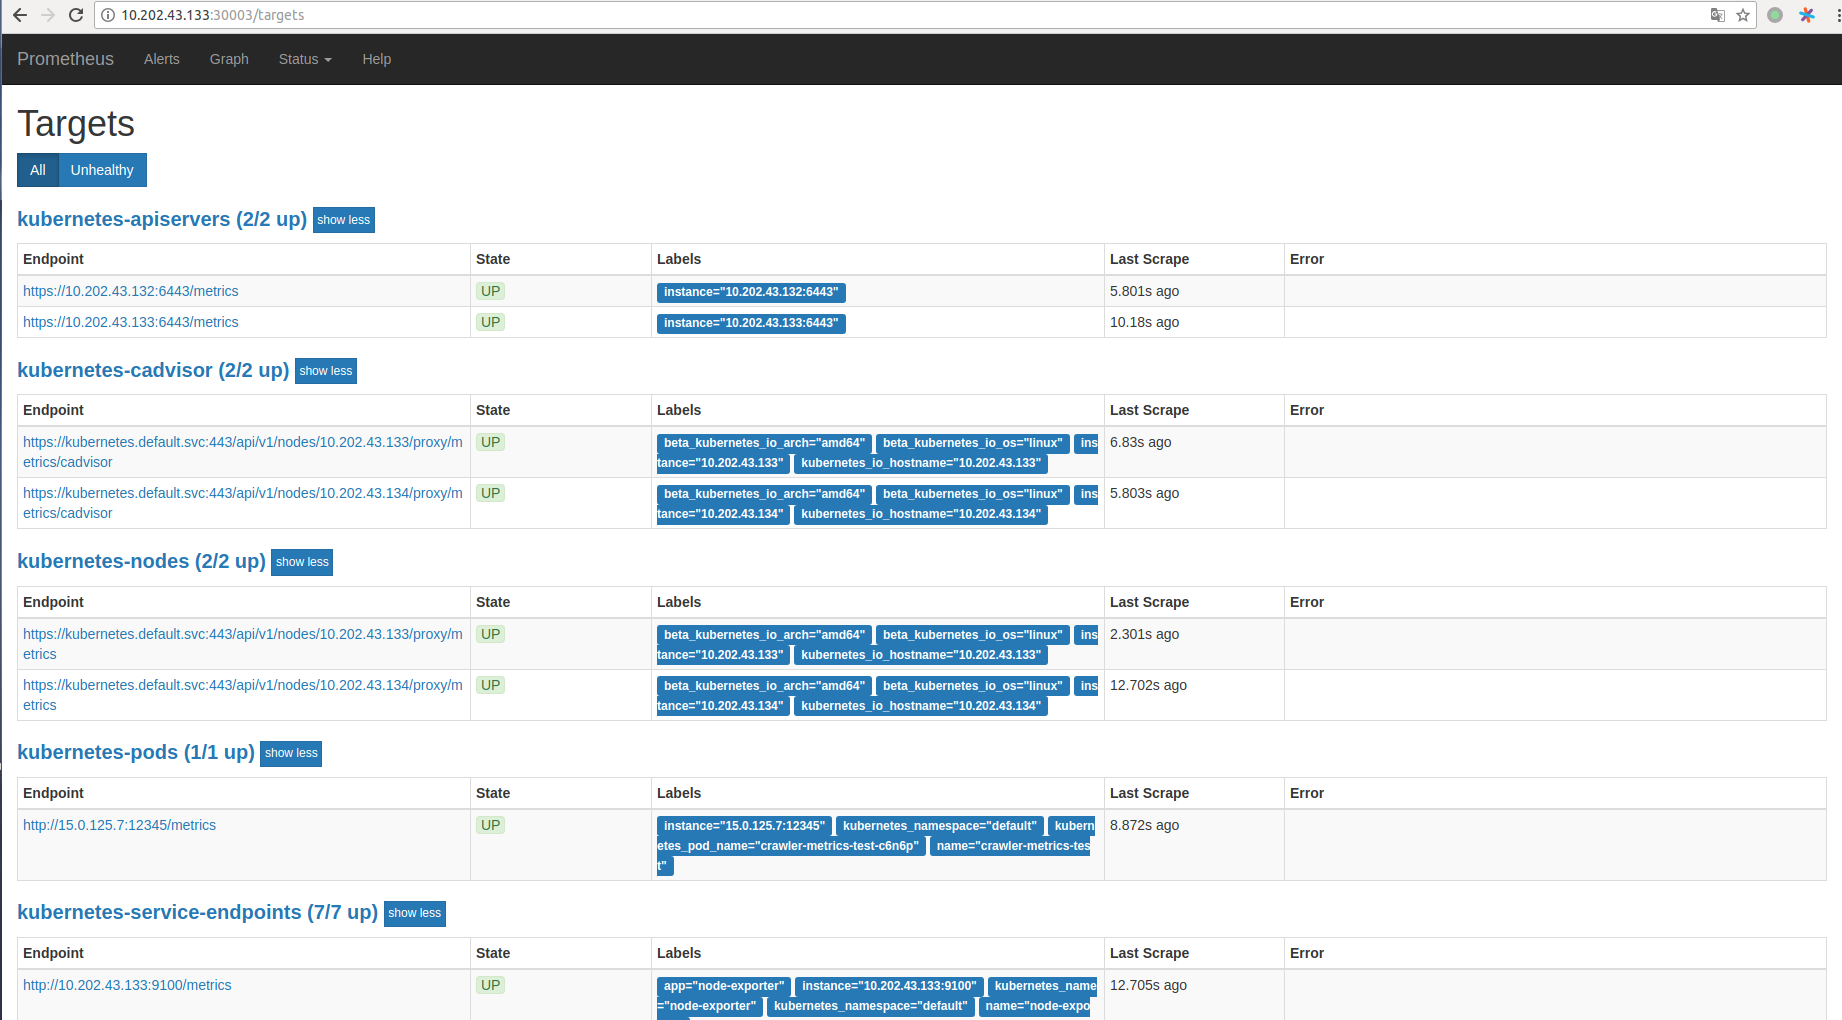 10.202.43.133:30003/targets
Prometheus Alerts Graph Status Help
Targets
All Unhealthy
kubernetes-apiservers (2/2 up) show less
Endpoint State Labels Last Scrape Error
https://10.202.43.132:6443/metrics UP instance="10.202.43.132:6443" 5.801s ago
https://10.202.43.133:6443/metrics UP instance="10.202.43.133:6443" 10.18s ago
kubernetes-cadvisor (2/2 up) show less
Endpoint State Labels Last Scrape Error
https://kubernetes.default.svc:443/api/v1/nodes/10.202.43.133/proxy/m UP beta_kubernetes_io_arch="amd64" beta_kubernetes_io_os="linux" ins 6.83s ago
etrics/cadvisor tance="10.202.43.133" kubernetes_io_hostname="10.202.43.133"
https://kubernetes.default.svc:443/api/v1/nodes/10.202.43.134/proxy/m UP beta_kubernetes_io_arch="amd64" beta_kubernetes_io_os="linux" ins 5.803s ago
etrics/cadvisor tance="10.202.43.134" kubernetes_io_hostname="10.202.43.134"
kubernetes-nodes (2/2 up) show less
Endpoint State Labels Last Scrape Error
https://kubernetes.default.svc:443/api/v1/nodes/10.202.43.133/proxy/m UP beta_kubernetes_io_arch="amd64" beta_kubernetes_io_os="linux" ins 2.301s ago
etrics tance="10.202.43.133" kubernetes_io_hostname="10.202.43.133"
https://kubernetes.default.svc:443/api/v1/nodes/10.202.43.134/proxy/m UP beta_kubernetes_io_arch="amd64" beta_kubernetes_io_os="linux" ins 12.702s ago
etrics tance="10.202.43.134" kubernetes_io_hostname="10.202.43.134"
kubernetes-pods (1/1 up) show less
Endpoint State Labels Last Scrape Error
http://15.0.125.7:12345/metrics UP instance="15.0.125.7:12345" kubernetes_namespace="default" kubern 8.872s ago
etes_pod_name="crawler-metrics-test-c6n6p" name="crawler-metrics-tes
t"
kubernetes-service-endpoints (7/7 up) show less
Endpoint State Labels Last Scrape Error
http://10.202.43.133:9100/metrics UP app="node-exporter" instance="10.202.43.133:9100" kubernetes_name 12.705s ago
="node-exporter" kubernetes_namespace="default" name="node-expo